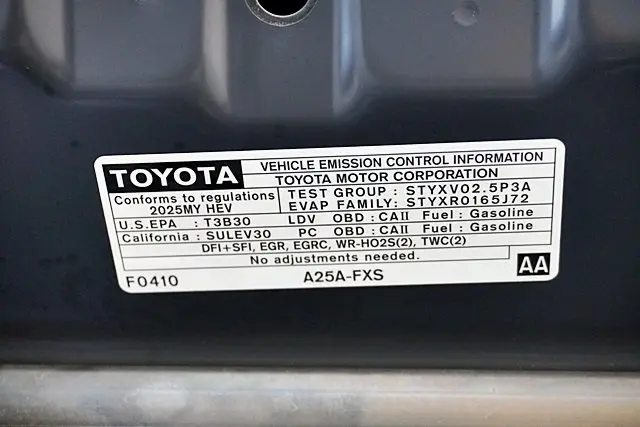 TOYOTA
VEHICLE EMISSION CONTROL INFORMATION
TOYOTA MOTOR CORPORATION
Conforms to regulations
2025MY HEV
TEST GROUP : STYXV02.5P3A
EVAP FAMILY: STYXR0165J72
U.S.EPA : T3B30 LDV OBD : CAII Fuel : Gasoline
California : SULEV30 PC OBD : CAII Fuel : Gasoline
DFI+SFI, EGR, EGRC, WR-HO2S(2), TWC(2)
No adjustments needed.
F0410 A25A-FXS AA